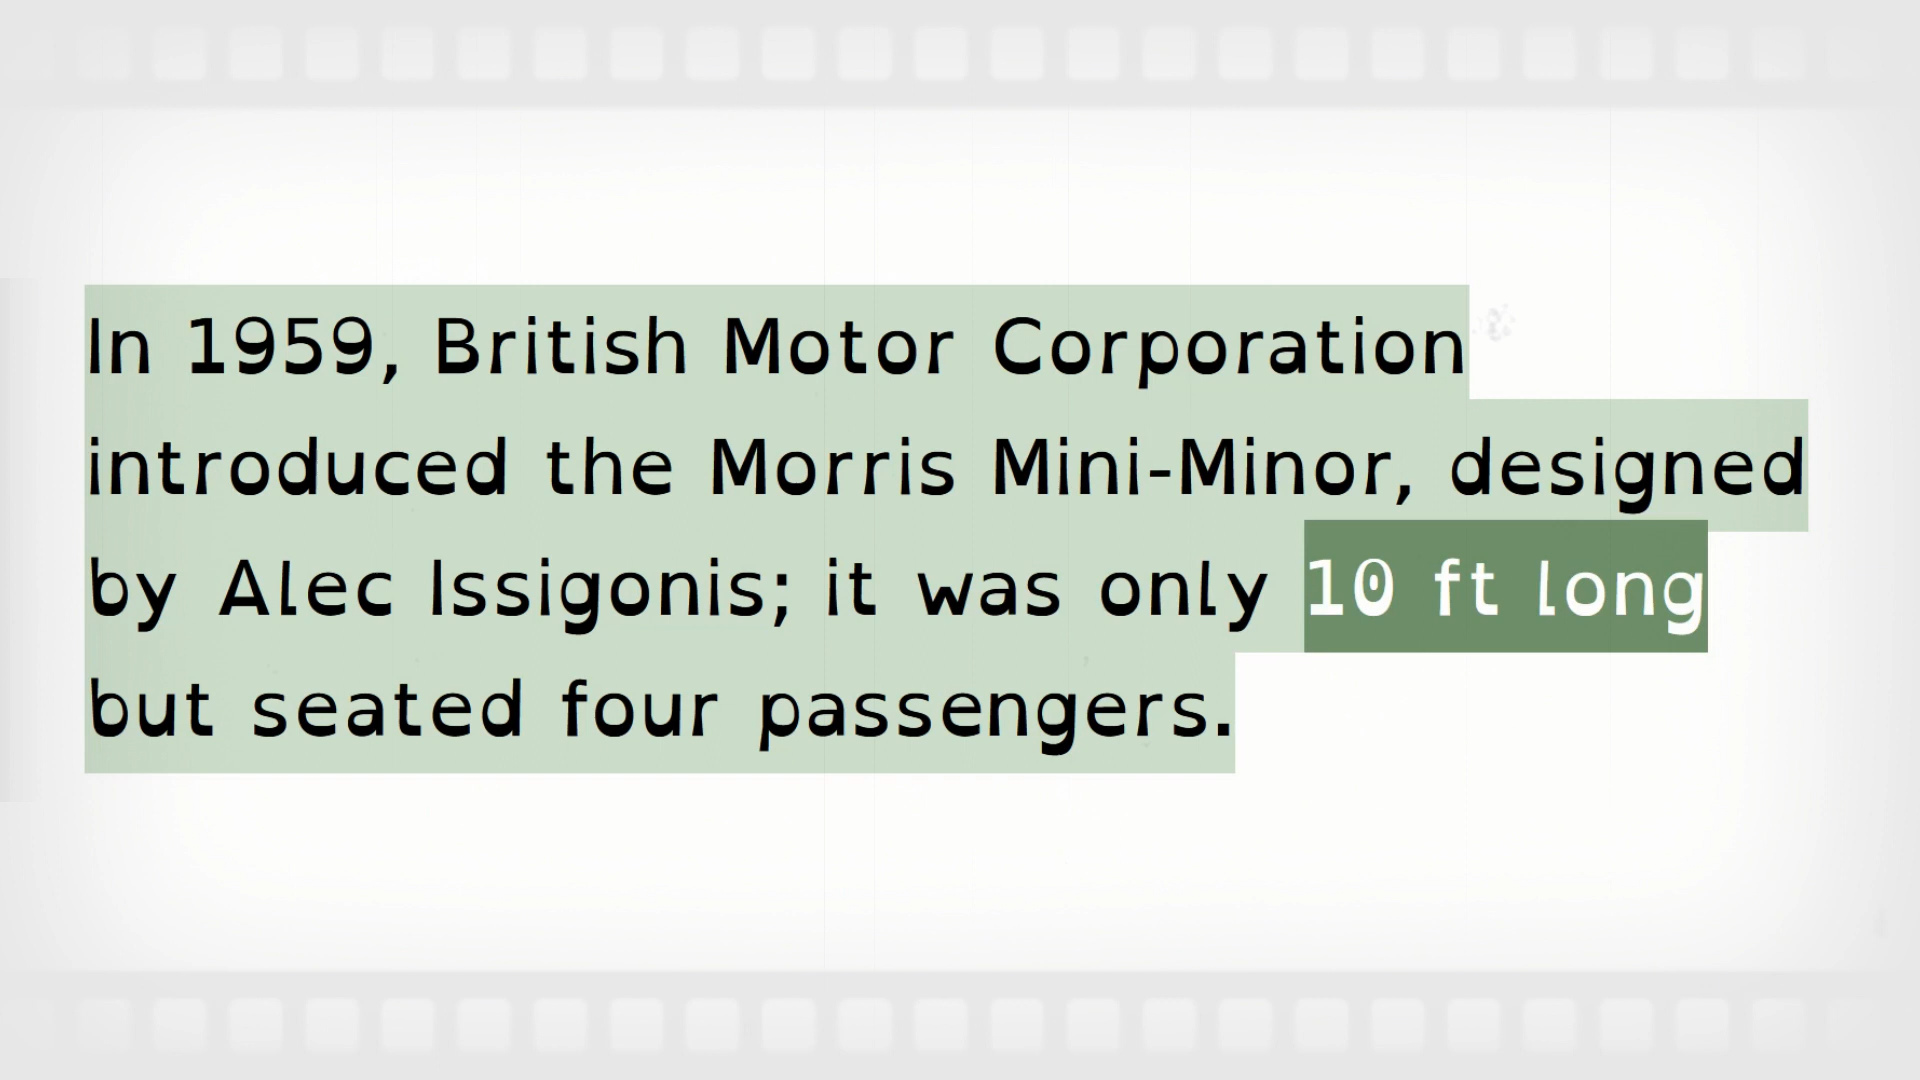 In 1959, British Motor Corporation
introduced the Morris Mini-Minor, designed
by Alec Issigonis; it was only 10 ft long
but seated four passengers.